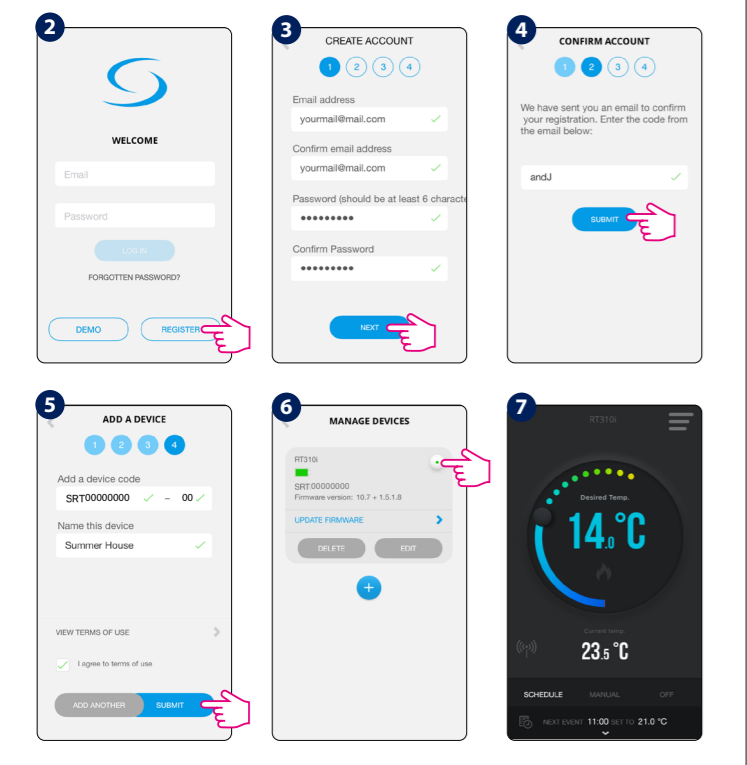 2
WELCOME
Email
Password
LOG IN
FORGOTTEN PASSWORD?
DEMO
REGISTER
3
CREATE ACCOUNT
1 2 3 4
Email address
yourmail@mail.com
Confirm email address
yourmail@mail.com
Password (should be at least 6 characte
•••••••••
Confirm Password
•••••••••
NEXT
4
CONFIRM ACCOUNT
1 2 3 4
We have sent you an email to confirm
your registration. Enter the code from
the email below:
andJ
SUBMIT
5
ADD A DEVICE
1 2 3 4
Add a device code
SRT00000000 – 00
Name this device
Summer House
VIEW TERMS OF USE
I agree to terms of use
ADD ANOTHER SUBMIT
6
MANAGE DEVICES
RT310i
SRT00000000
Firmware version: 10.7 + 1.5.1.8
UPDATE FIRMWARE
DELETE EDIT
+
7
RT310i
Desired Temp.
14.0°C
Current temp.
23.5 °C
SCHEDULE MANUAL OFF
NEXT EVENT 11:00 SET TO 21.0 °C